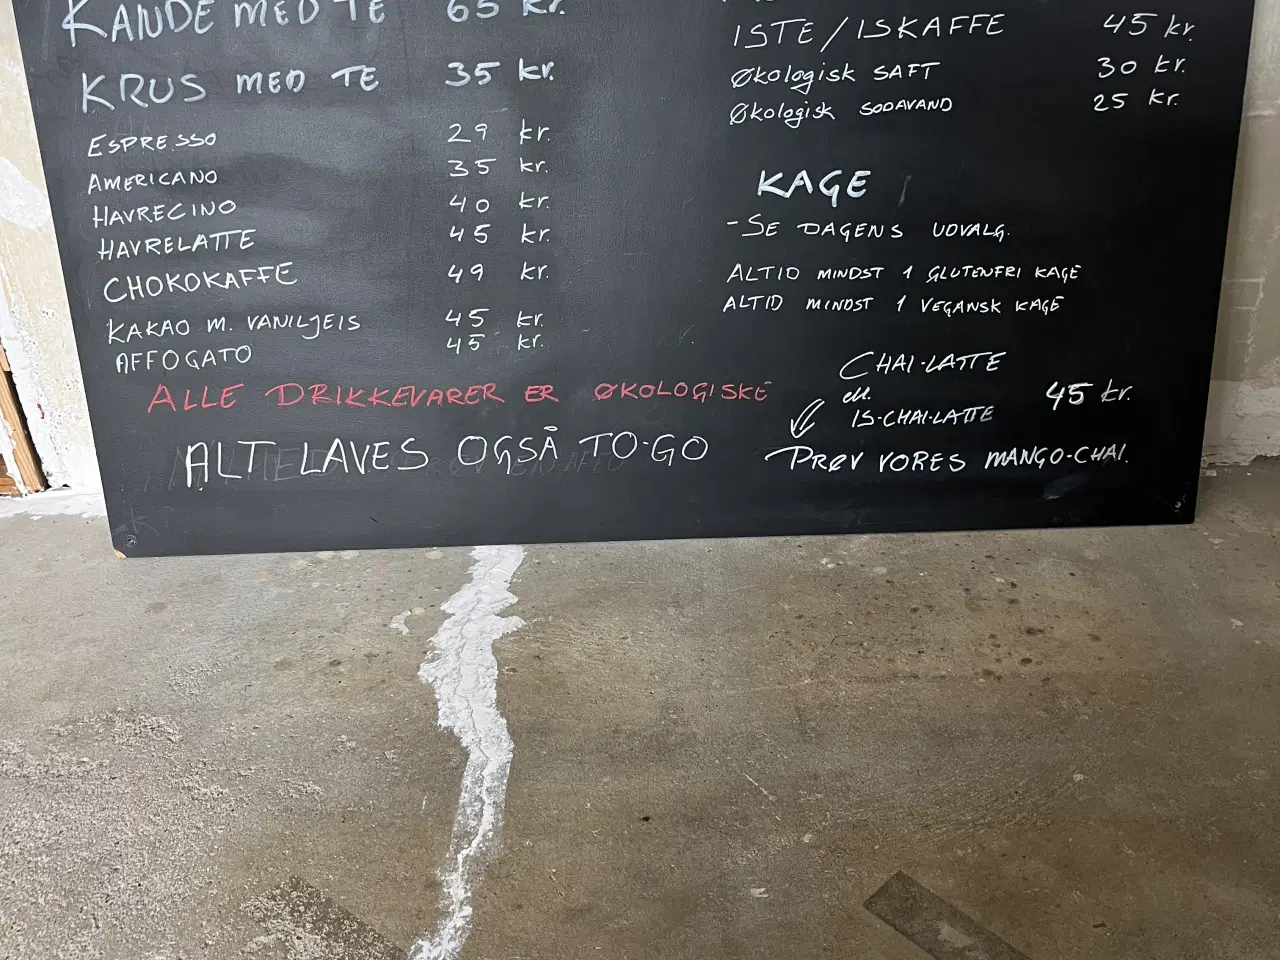 KANDE MED TE 65 kr.
KRUS MED TE 35 kr.
ESPRESSO 29 kr.
AMERICANO 35 kr.
HAVRECINO 40 kr.
HAVRELATTE 45 kr.
CHOKOKAFFE 49 kr.
KAKAO M. VANILJEIS 45 kr.
AFFOGATO 45 kr.
ALLE DRIKKEVARER ER ØKOLOGISKE
ALT LAVES OGSÅ TO-GO
ISTE/ISKAFFE 45 kr.
Økologisk SAFT 30 kr.
Økologisk SODAVAND 25 kr.
KAGE
-SE DAGENS UDVALG.
ALTID MINDST 1 GLUTENFRI KAGE
ALTID MINDST 1 VEGANSK KAGE
CHAI-LATTE
ell.
IS-CHAI-LATTE 45 kr.
PRØV VORES MANGO-CHAI.